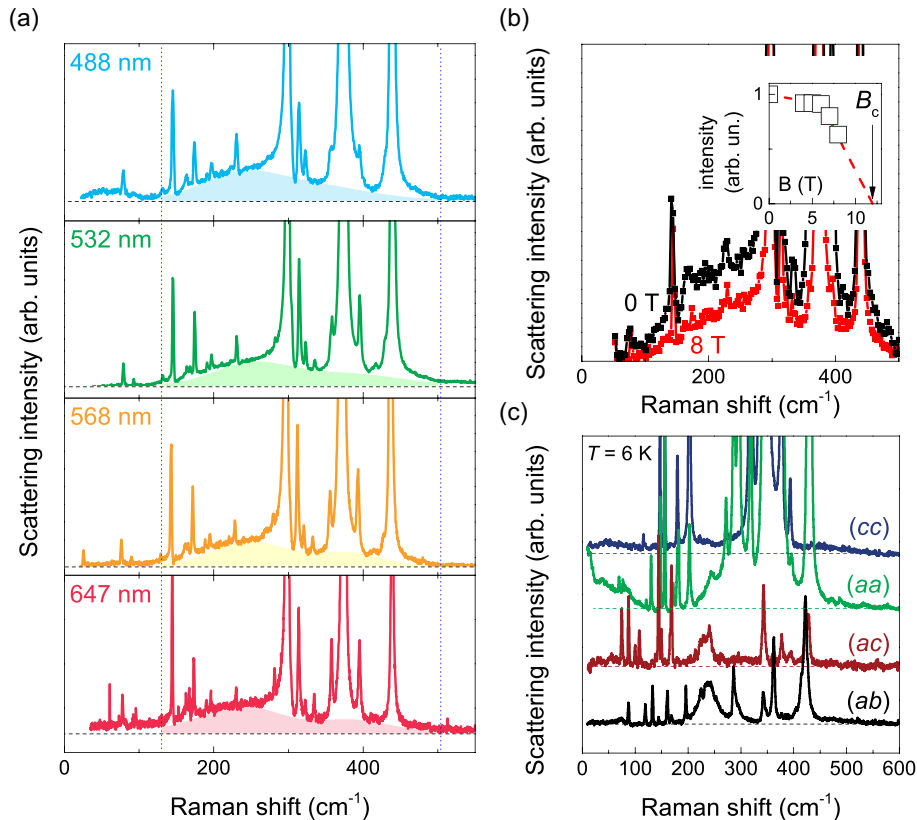 (a)
488 nm
532 nm
568 nm
647 nm
Scattering intensity (arb. units)
0 200 400
Raman shift (cm⁻¹)
(b)
Scattering intensity (arb. units)
1
0
intensity
(arb. un.)
B_c
B (T)
0 5 10
0 T
8 T
200 400
Raman shift (cm⁻¹)
(c)
Scattering intensity (arb. units)
T = 6 K
(cc)
(aa)
(ac)
(ab)
0 100 200 300 400 500 600
Raman shift (cm⁻¹)